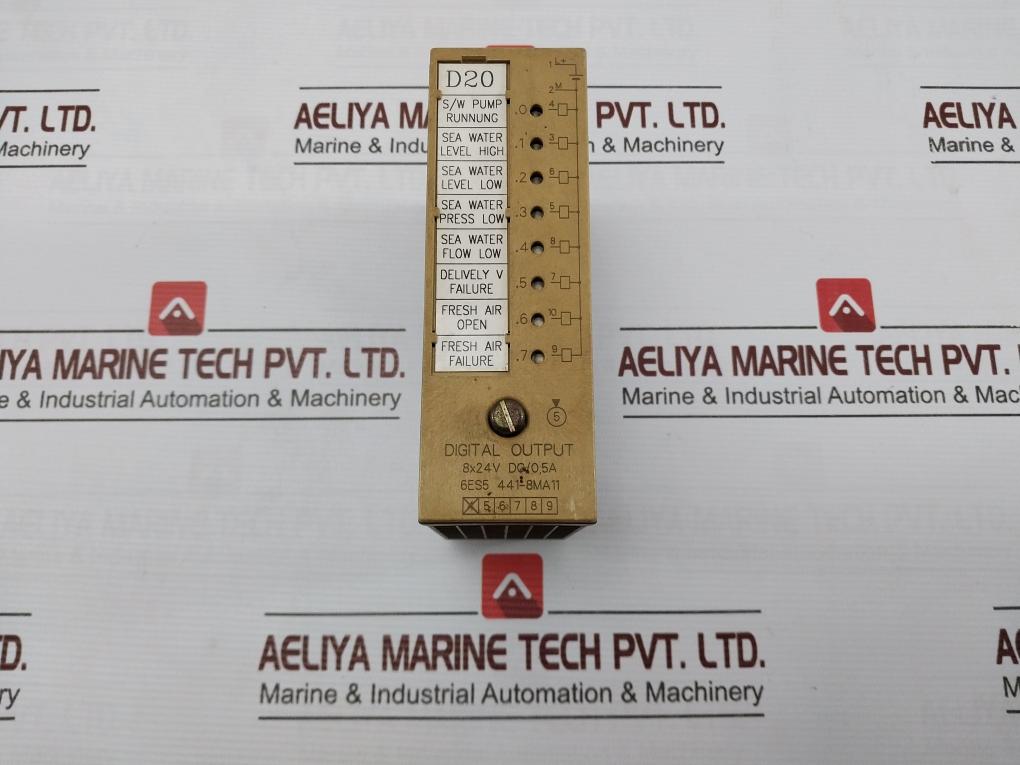 AELIYA MARINE TECH PVT. LTD.
Marine & Industrial Automation & Machinery
D20
1 L+
2 M
S/W PUMP
RUNNUNG
.0 4
SEA WATER
LEVEL HIGH
.1 3
SEA WATER
LEVEL LOW
.2 6
SEA WATER
PRESS LOW
.3 5
SEA WATER
FLOW LOW
.4 8
DELIVELY V
FAILURE
.5 7
FRESH AIR
OPEN
.6 10
FRESH AIR
FAILURE
.7 9
5
DIGITAL OUTPUT
8x24V DC/0,5A
6ES5 441-8MA11
4 5 6 7 8 9
AELIYA MARINE TECH PVT. LTD.
Marine & Industrial Automation & Machinery